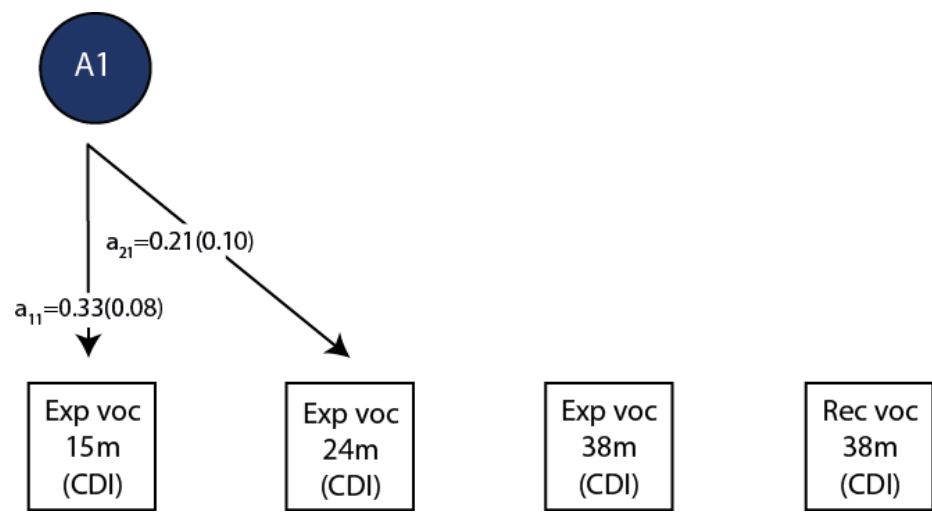 A1
a21=0.21(0.10)
a11=0.33(0.08)
Exp voc
15m
(CDI)
Exp voc
24m
(CDI)
Exp voc
38m
(CDI)
Rec voc
38m
(CDI)